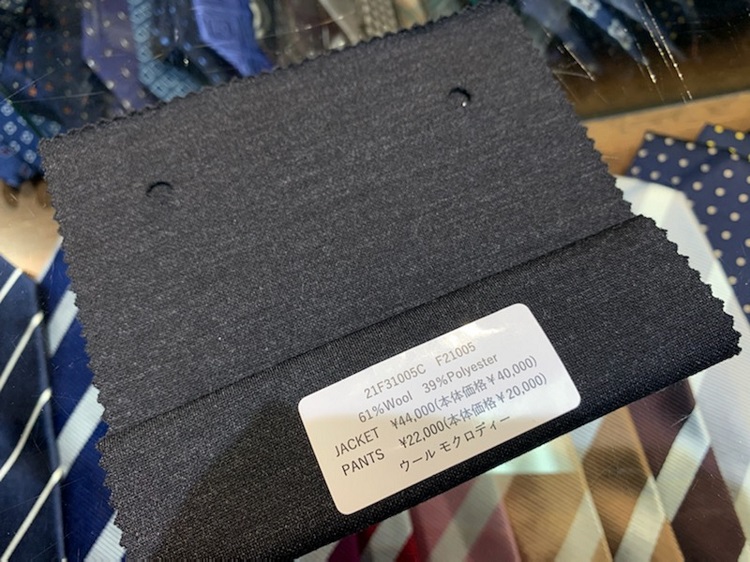 21F31005C F21005
61%Wool 39%Polyester
JACKET ¥44,000(本体価格¥40,000)
PANTS ¥22,000(本体価格¥20,000)
ウール モクロディー